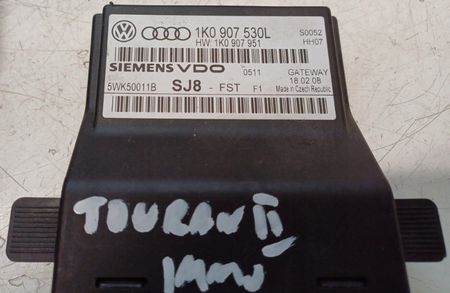 1K0 907 530L S0052
HW 1K0 907 951 HH07
SIEMENS VDO 0511 GATEWAY
18.02.08
5WK50011B SJ8 - FST F1 Made in Czech Republic
TOURAN II